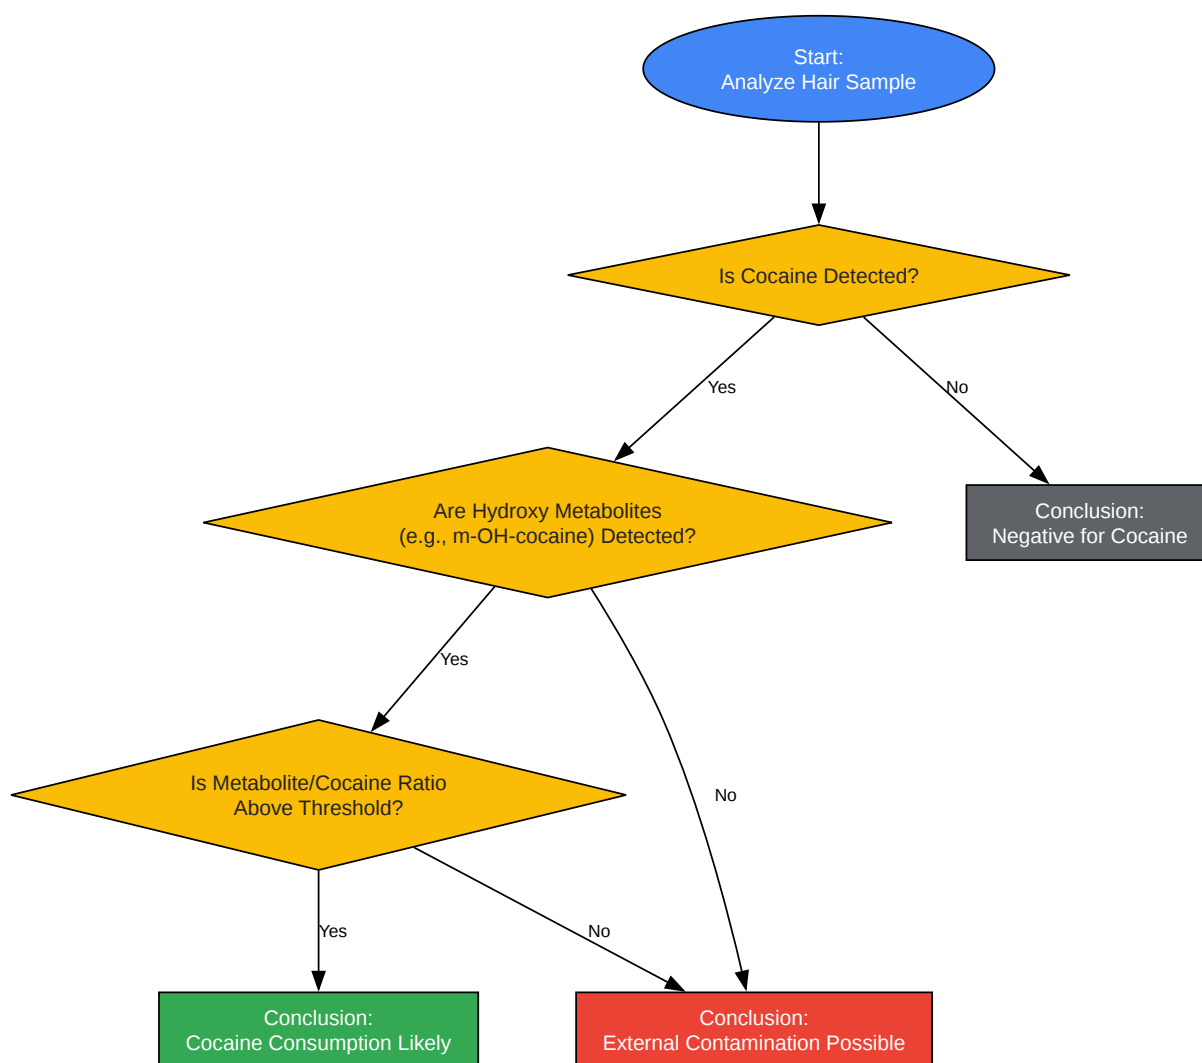 Start:
Analyze Hair Sample
Is Cocaine Detected?
Yes
No
Are Hydroxy Metabolites
(e.g., m-OH-cocaine) Detected?
Conclusion:
Negative for Cocaine
Yes
Is Metabolite/Cocaine Ratio
Above Threshold?
No
Yes
No
Conclusion:
Cocaine Consumption Likely
Conclusion:
External Contamination Possible